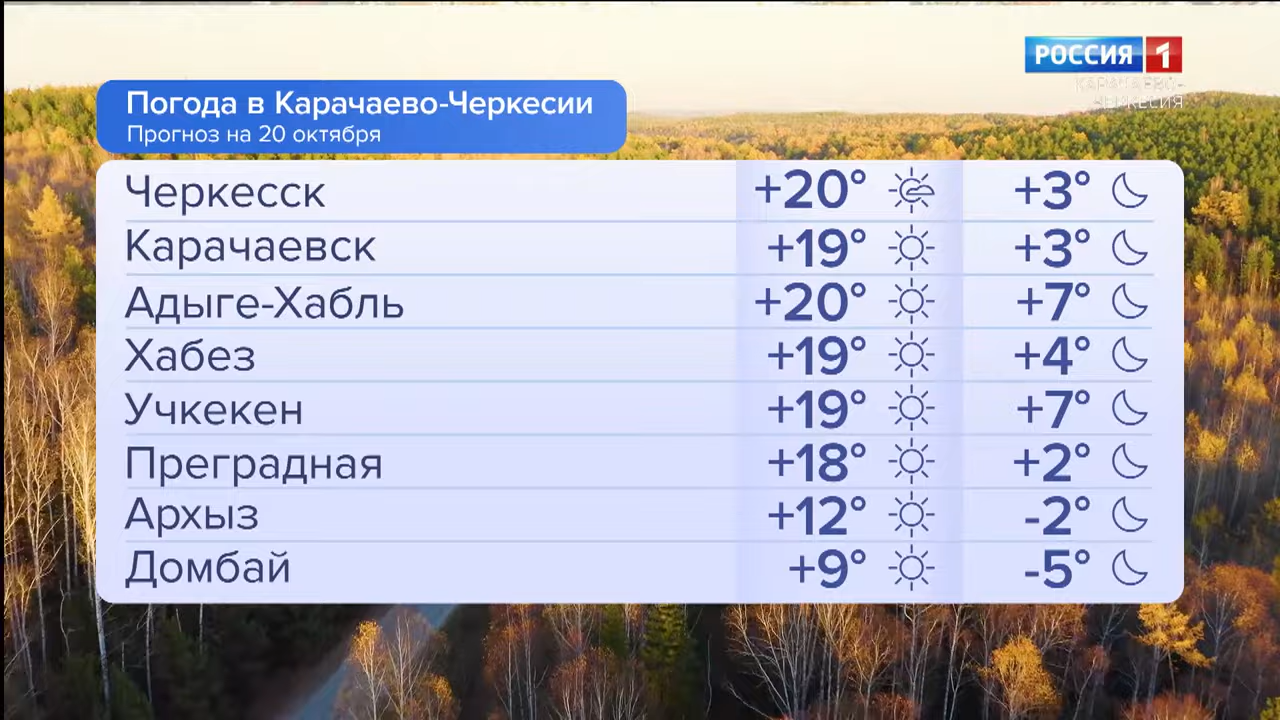 РОССИЯ 1
КАРАЧАЕВО-
ЧЕРКЕСИЯ
Погода в Карачаево-Черкесии
Прогноз на 20 октября
Черкесск +20° +3°
Карачаевск +19° +3°
Адыге-Хабль +20° +7°
Хабез +19° +4°
Учкекен +19° +7°
Преградная +18° +2°
Архыз +12° -2°
Домбай +9° -5°